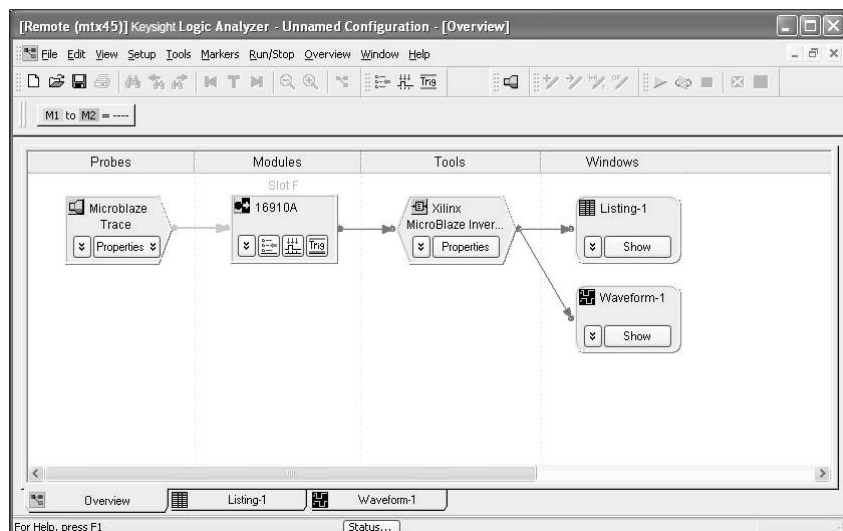 [Remote (mtx45)] Keysight Logic Analyzer - Unnamed Configuration - [Overview]
File Edit View Setup Tools Markers Run/Stop Overview Window Help
T Trig
M1 to M2 = ----
Probes Modules Tools Windows
Slot F
Microblaze Trace
Properties
16910A
Trig
Xilinx
MicroBlaze Inver...
Properties
Listing-1
Show
Waveform-1
Show
Overview Listing-1 Waveform-1
For Help, press F1 Status...